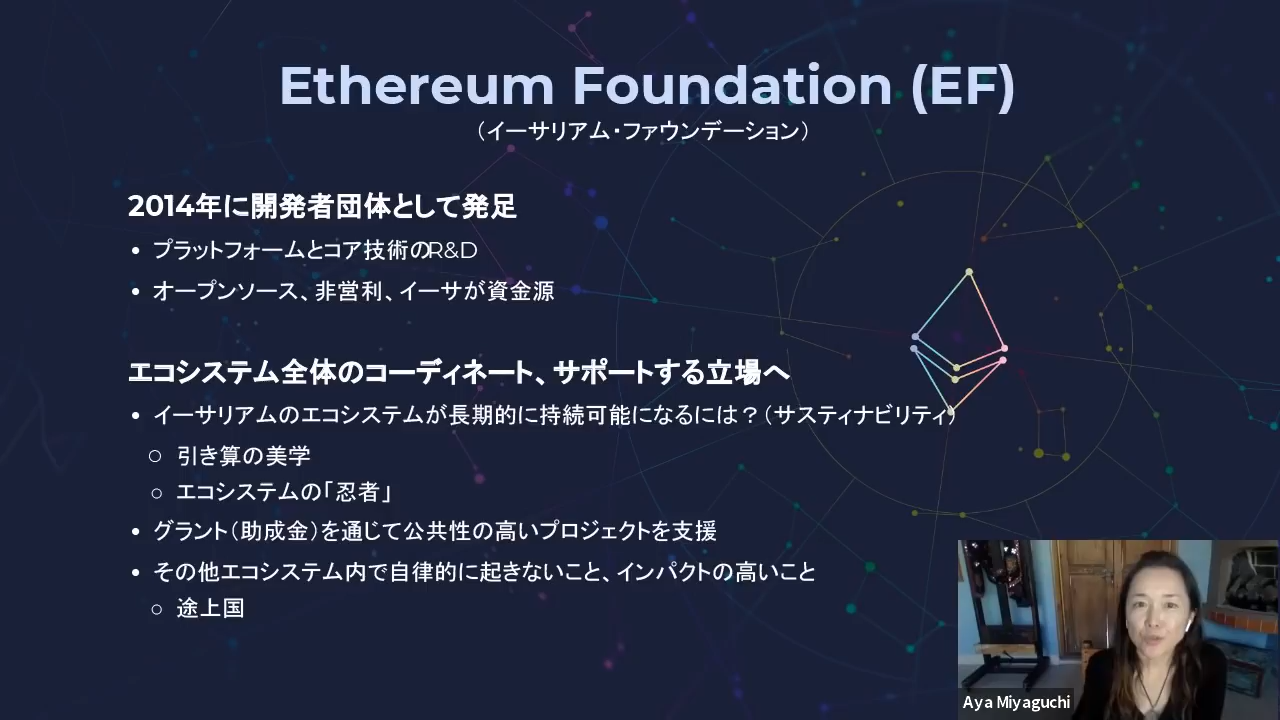 Ethereum Foundation (EF)
（イーサリアム・ファウンデーション）
2014年に開発者団体として発足
• プラットフォームとコア技術のR&D
• オープンソース、非営利、イーサが資金源
エコシステム全体のコーディネート、サポートする立場へ
• イーサリアムのエコシステムが長期的に持続可能になるには？（サスティナビリティ）
○ 引き算の美学
○ エコシステムの「忍者」
• グラント（助成金）を通じて公共性の高いプロジェクトを支援
• その他エコシステム内で自律的に起きないこと、インパクトの高いこと
○ 途上国
Aya Miyaguchi